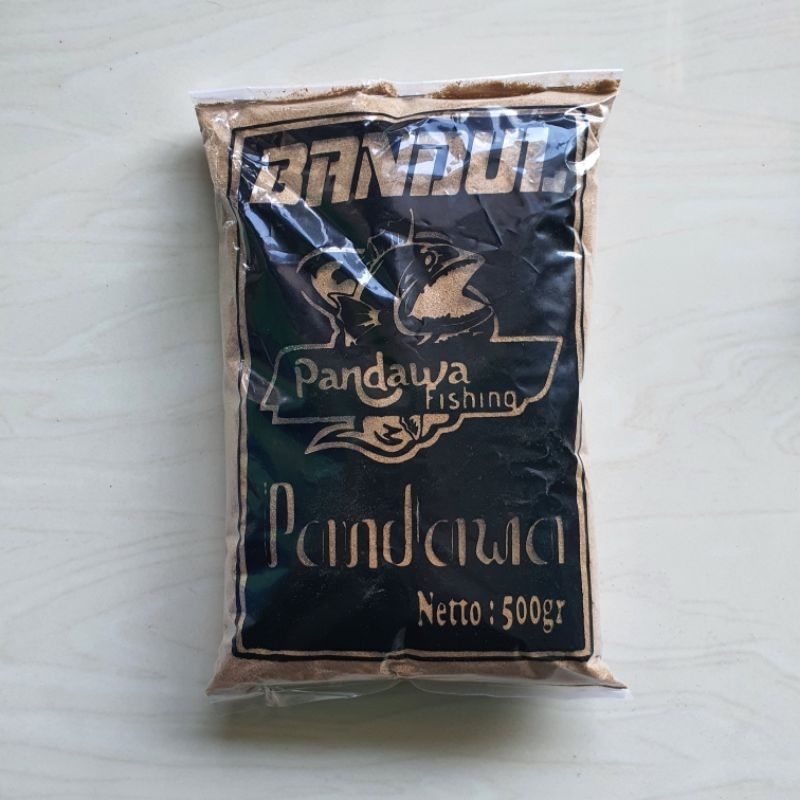 BANDUL
Pandawa
Fishing
Pandawa
Netto : 500gr